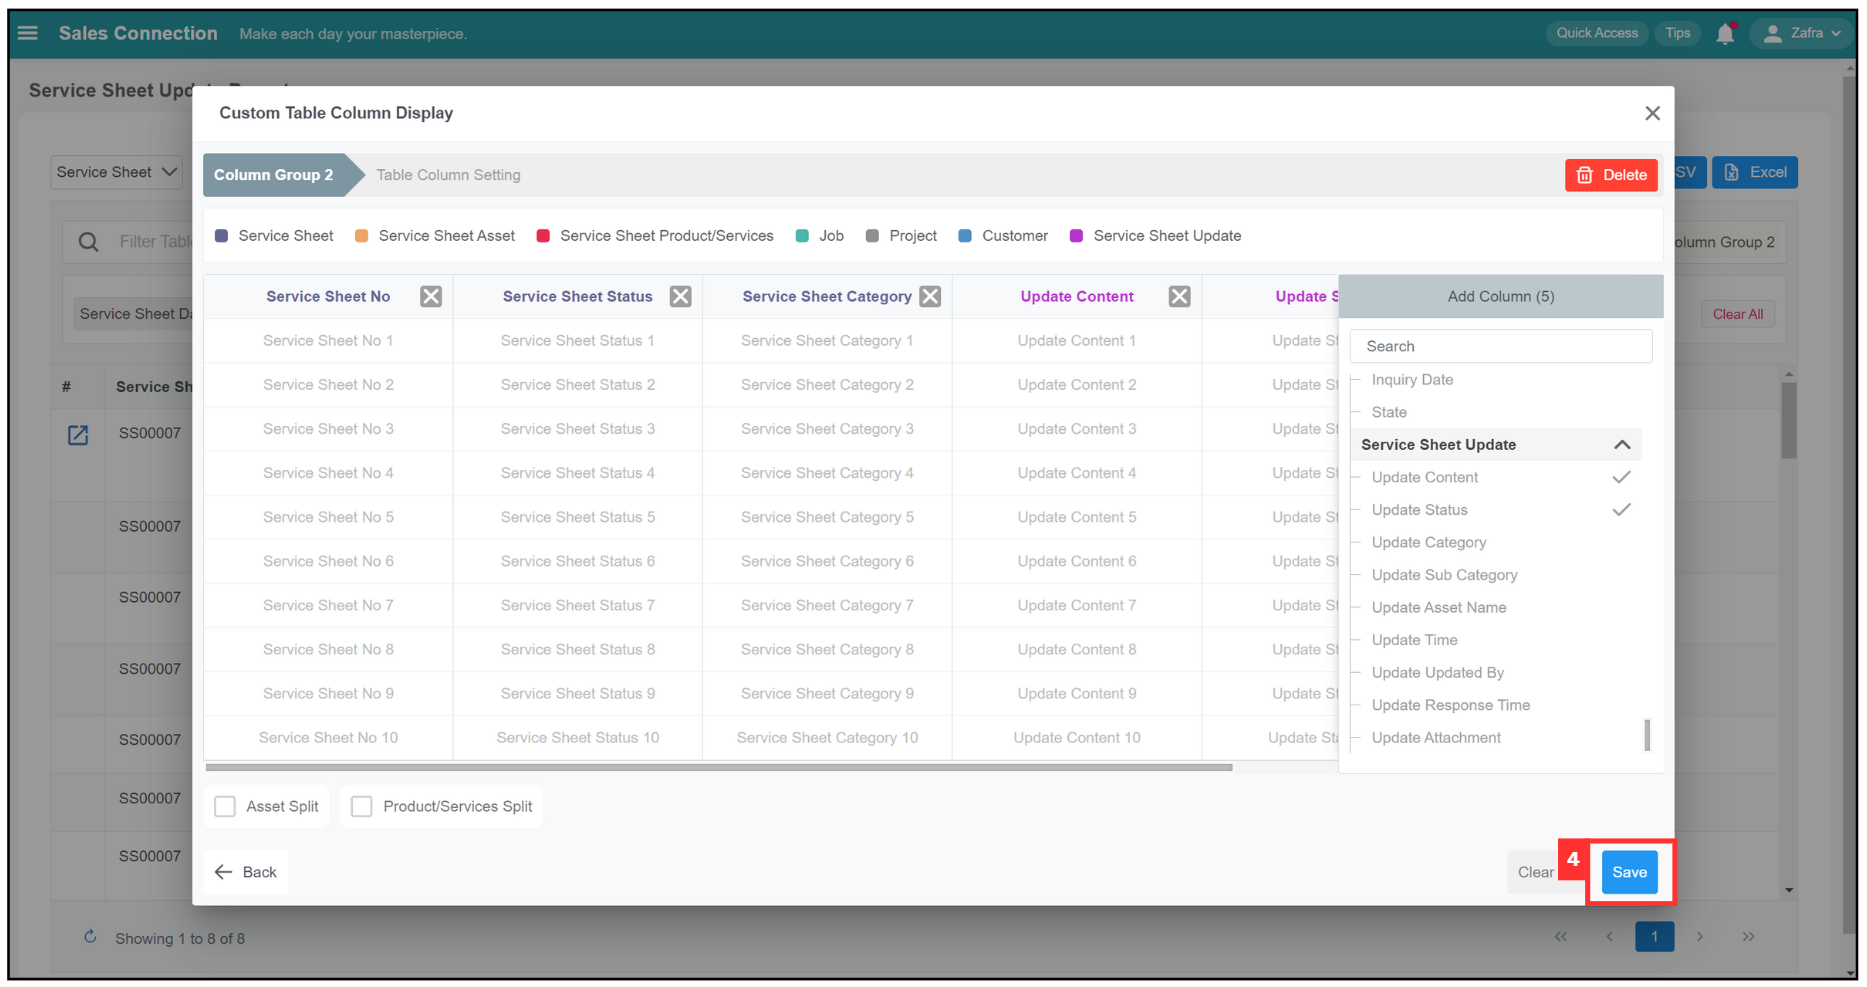 Sales Connection Make each day your masterpiece. Quick Access Tips Zafra
Service Sheet Upd
Custom Table Column Display
Service Sheet
Column Group 2 Table Column Setting Delete
SV Excel
Service Sheet Service Sheet Asset Service Sheet Product/Services Job Project Customer Service Sheet Update
Filter Tabl
olumn Group 2
Service Sheet No Service Sheet Status Service Sheet Category Update Content Update S Add Column (5)
Service Sheet Da
Clear All
Service Sheet No 1 Service Sheet Status 1 Service Sheet Category 1 Update Content 1 Update St Search
# Service Sh
Service Sheet No 2 Service Sheet Status 2 Service Sheet Category 2 Update Content 2 Update St Inquiry Date
State
SS00007
Service Sheet No 3 Service Sheet Status 3 Service Sheet Category 3 Update Content 3 Update St
Service Sheet Update
Service Sheet No 4 Service Sheet Status 4 Service Sheet Category 4 Update Content 4 Update St Update Content
Service Sheet No 5 Service Sheet Status 5 Service Sheet Category 5 Update Content 5 Update St Update Status
SS00007
Update Category
Service Sheet No 6 Service Sheet Status 6 Service Sheet Category 6 Update Content 6 Update St Update Sub Category
SS00007
Service Sheet No 7 Service Sheet Status 7 Service Sheet Category 7 Update Content 7 Update St Update Asset Name
Service Sheet No 8 Service Sheet Status 8 Service Sheet Category 8 Update Content 8 Update St Update Time
SS00007
Update Updated By
Service Sheet No 9 Service Sheet Status 9 Service Sheet Category 9 Update Content 9 Update St Update Response Time
SS00007
Service Sheet No 10 Service Sheet Status 10 Service Sheet Category 10 Update Content 10 Update Sta Update Attachment
SS00007
Asset Split Product/Services Split
SS00007
Back Clear 4 Save
Showing 1 to 8 of 8 << < 1 > >>